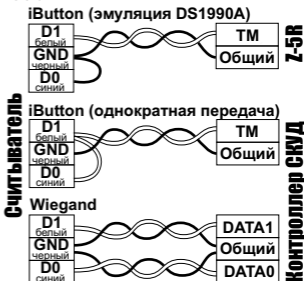 iButton (эмуляция DS1990A)
D1
белый
GND
черный
D0
синий
TM
Общий
Z-5R
iButton (однократная передача)
D1
белый
GND
черный
D0
синий
TM
Общий
Считыватель
Контроллер СКУД
Wiegand
D1
белый
GND
черный
D0
синий
DATA1
Общий
DATA0